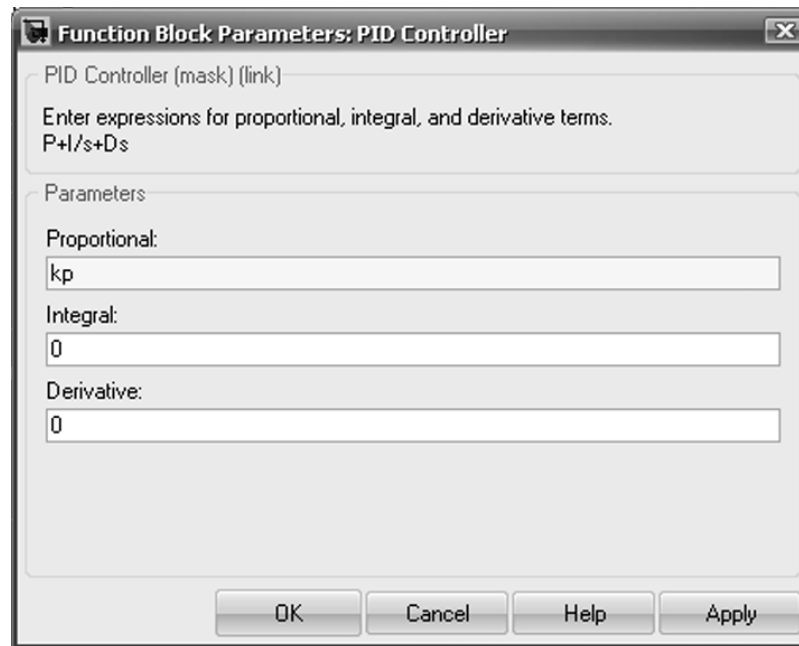 Function Block Parameters: PID Controller
PID Controller (mask) (link)
Enter expressions for proportional, integral, and derivative terms.
P+I/s+Ds
Parameters
Proportional:
kp
Integral:
0
Derivative:
0
OK Cancel Help Apply